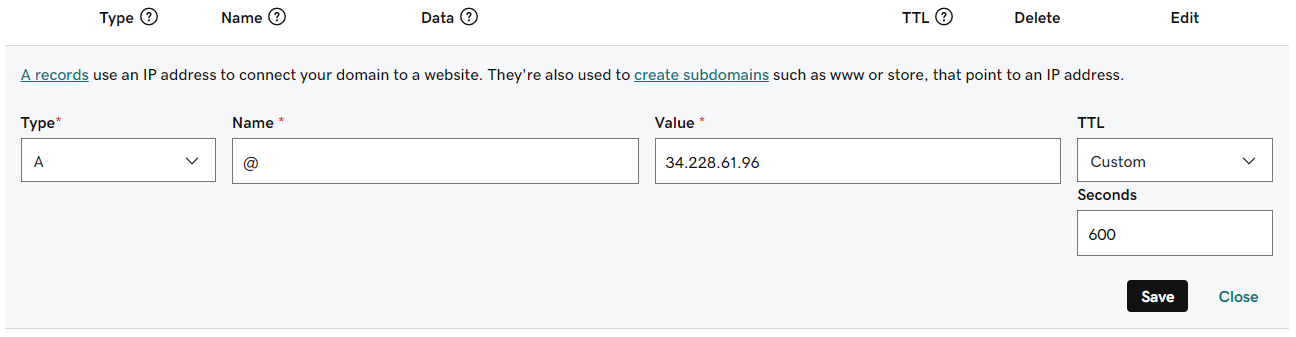 Type ? Name ? Data ? TTL ? Delete Edit
A records use an IP address to connect your domain to a website. They're also used to create subdomains such as www or store, that point to an IP address.
Type* Name * Value * TTL
A @ 34.228.61.96 Custom
Seconds
600
Save Close